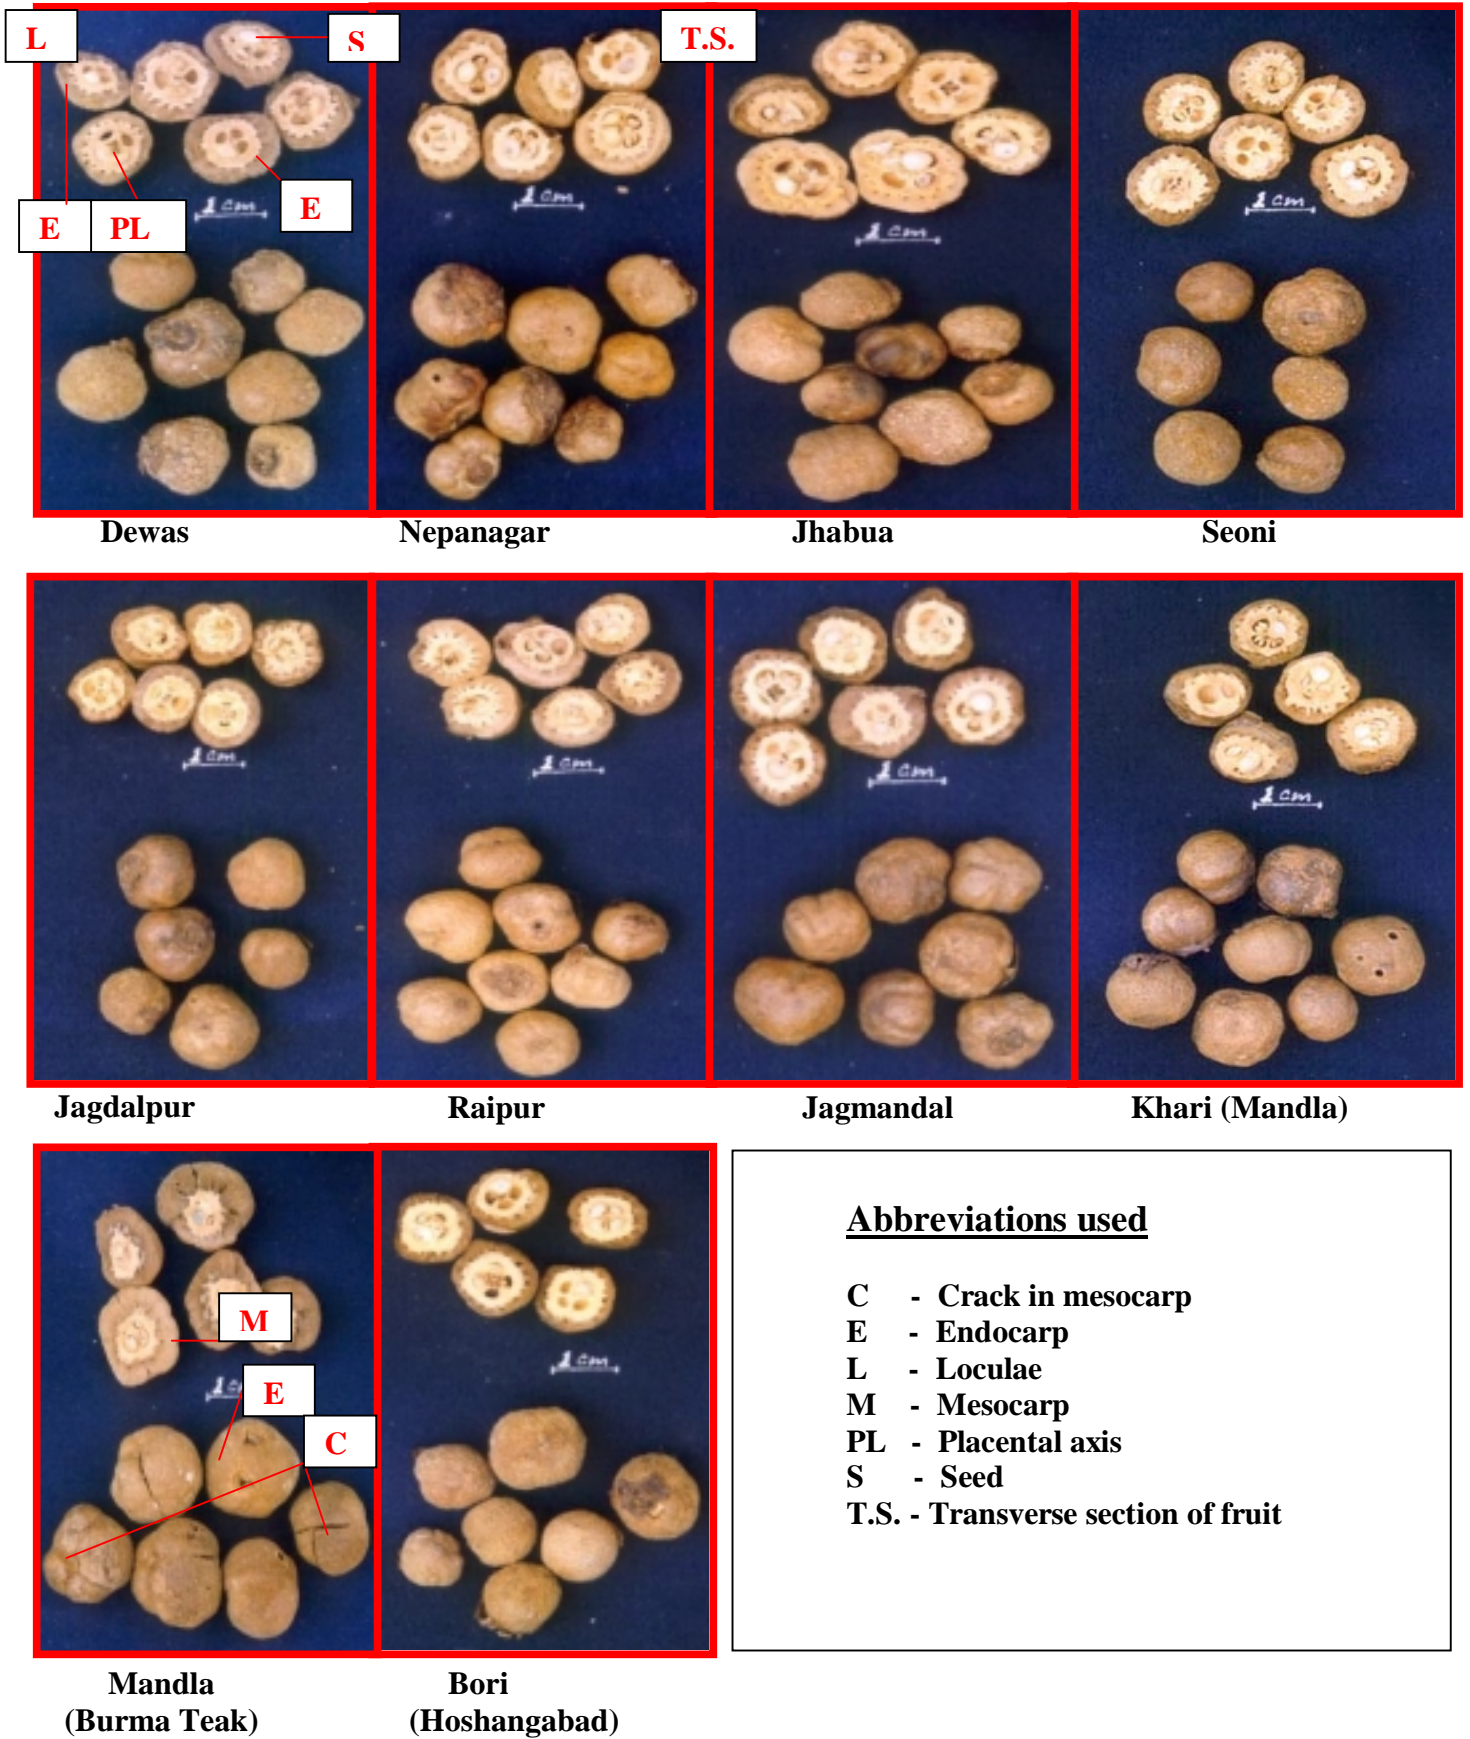 L
S
T.S.
E
PL
E
1 cm
1 cm
1 cm
1 cm
Dewas
Nepanagar
Jhabua
Seoni
1 cm
1 cm
1 cm
1 cm
Jagdalpur
Raipur
Jagmandal
Khari (Mandla)
M
1 cm
1 c
E
C
Mandla
(Burma Teak)
Bori
(Hoshangabad)
Abbreviations used
C - Crack in mesocarp
E - Endocarp
L - Loculae
M - Mesocarp
PL - Placental axis
S - Seed
T.S. - Transverse section of fruit